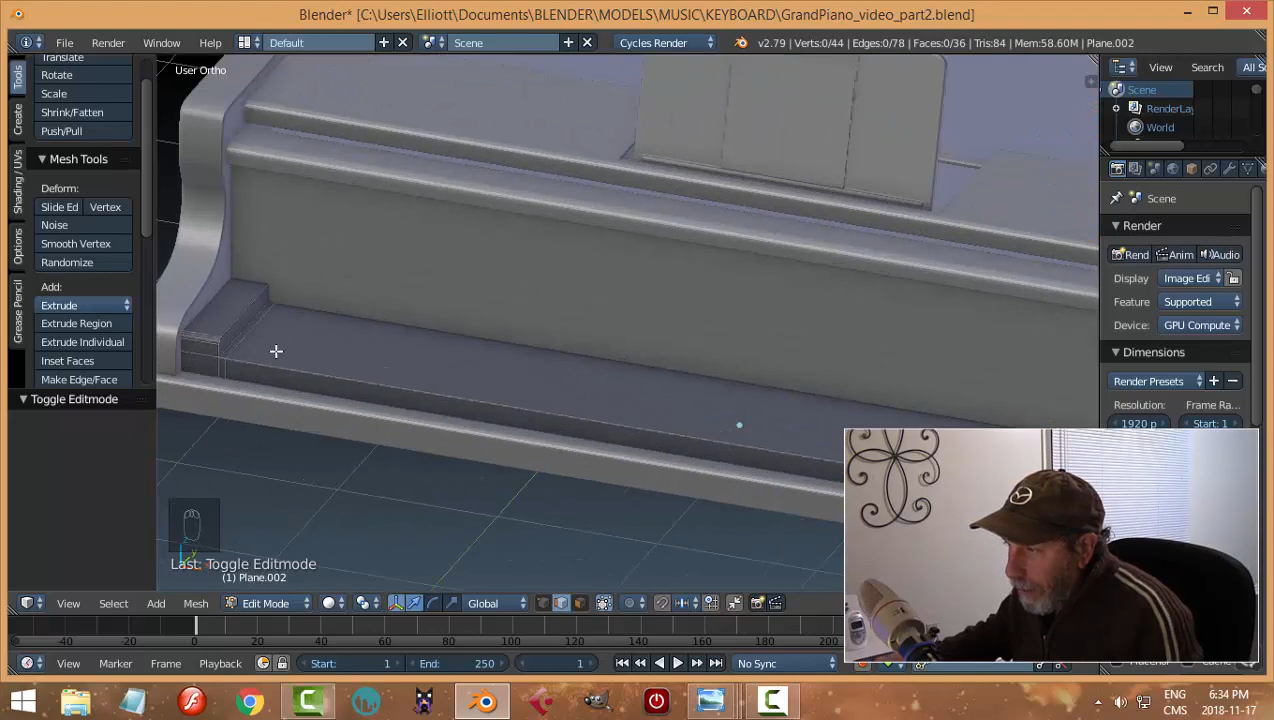 Blender* [C:\Users\Elliott\Documents\BLENDER\MODELS\MUSIC\KEYBOARD\GrandPiano_video_part2.blend]
File Render Window Help Default Scene Cycles Render v2.79 | Verts:0/44 | Edges:0/78 | Faces:0/36 | Tris:84 | Mem:58.60M | Plane.002
Tools
Create
Shading / UVs
Options
Grease Pencil
Translate
Rotate
Scale
Shrink/Fatten
Push/Pull
Mesh Tools
Deform:
Slide Ed Vertex
Noise
Smooth Vertex
Randomize
Add:
Extrude
Extrude Region
Extrude Individual
Inset Faces
Make Edge/Face
Toggle Editmode
User Ortho
Last: Toggle Editmode
(1) Plane.002
View Search All S
Scene
RenderLay
World
Scene
Render
Rend Anim Audio
Display Image Edi
Feature Supported
Device: GPU Compute
Dimensions
Render Presets
Resolution: Frame Ra...
1920 p Start: 1
View Select Add Mesh Edit Mode Global
-40 -20 0 20 40 60 80 100 120 140 160 180 200
View Marker Frame Playback Start: 1 End: 250 1 No Sync
ENG
CMS
6:34 PM
2018-11-17